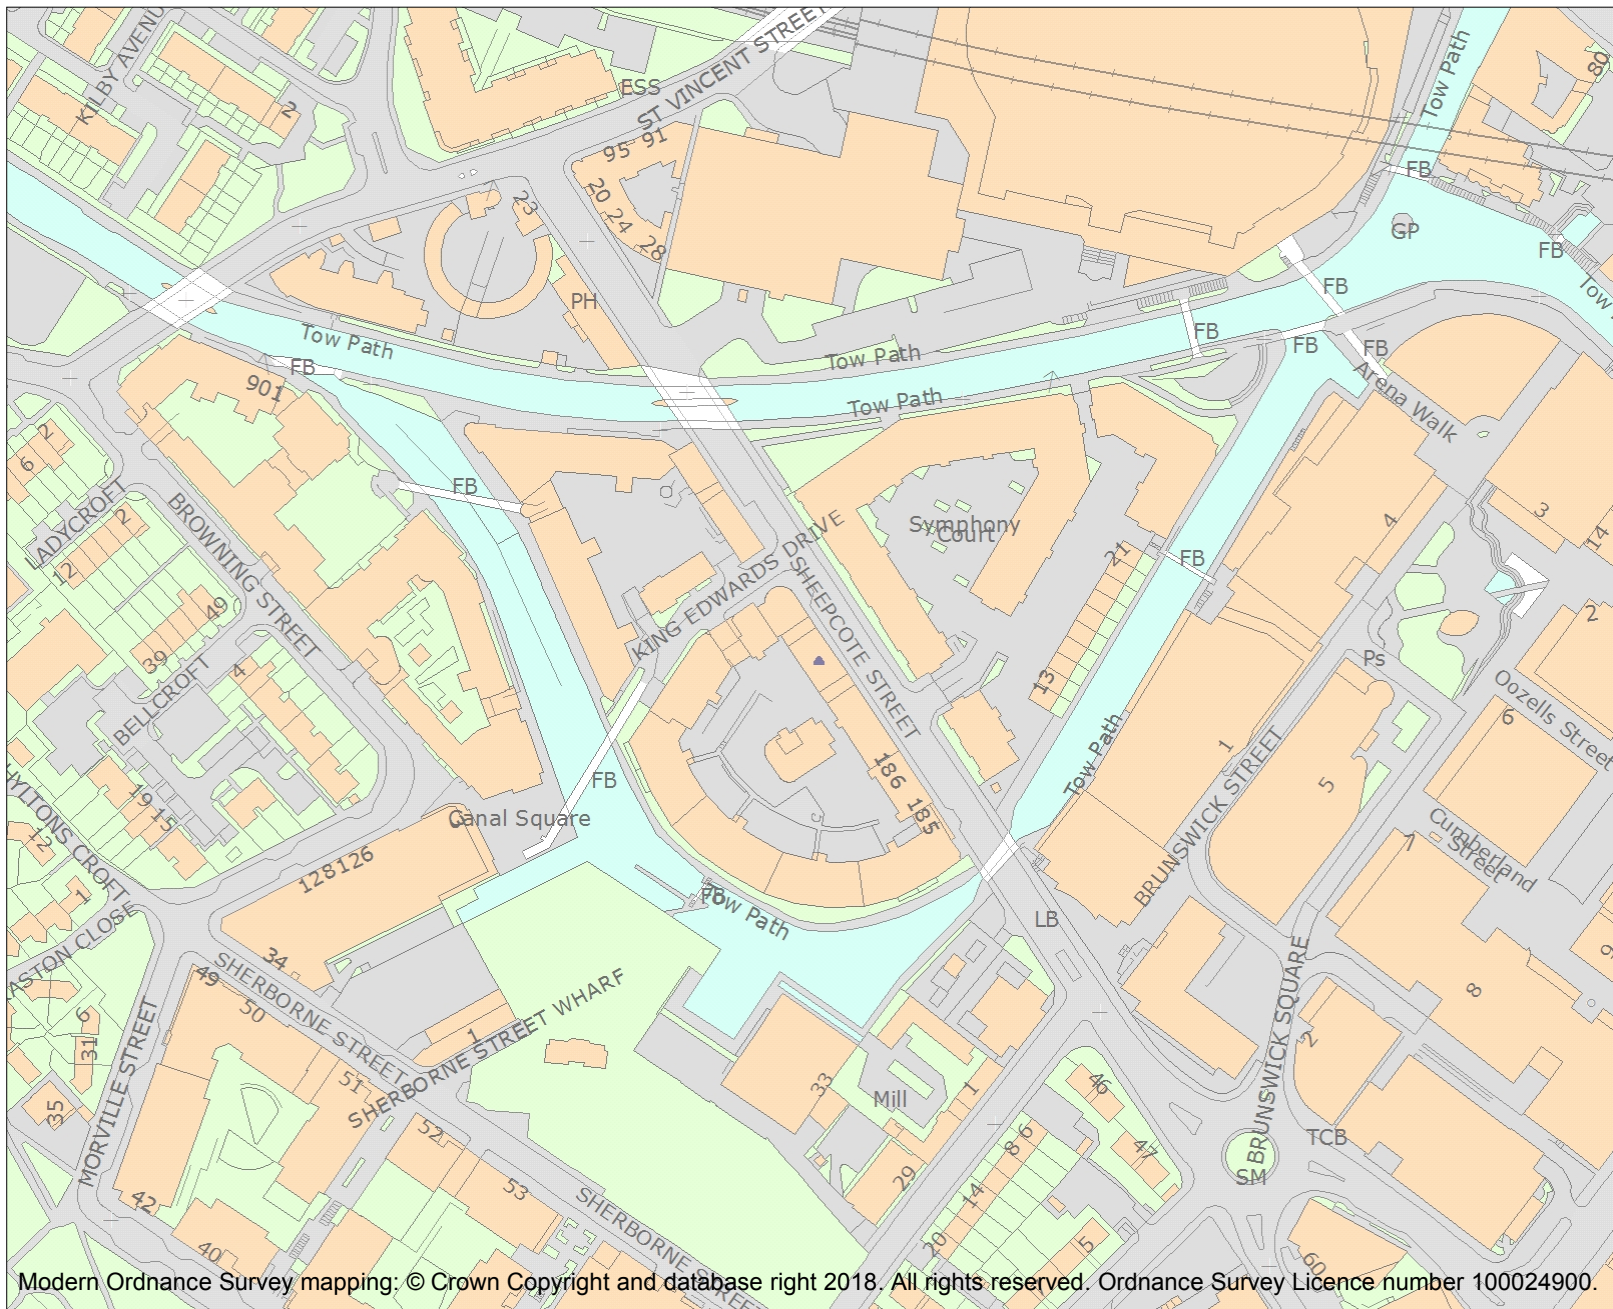 KILBY AVENU
2
ESS
ST VINCENT STREET
95 91
20 24
28
23
PH
80
Tow Path
FB
GP
FB
FB
Tow
FB
FB
FB
Arena Walk
Tow Path
Tow Path
Tow Path
FB
901
2
6
LADYCROFT
2
12
BROWNING STREET
FB
49
39
BELLCROFT
4
KING EDWARDS DRIVE
SHEEPCOTE STREET
Symphony
Court
21
13
FB
4
3
14
2
Ps
Oozells Street
6
Cumberland
Street
7
1
5
BRUNSWICK STREET
Tow Path
186
185
FB
Canal Square
HYLTONS CROFT
12
19 15
1
128 126
34
ASTON CLOSE
FB
Tow Path
LB
6
31
35
49
50
SHERBORNE STREET
51
1
SHERBORNE STREET WHARF
MORVILLE STREET
42
40
52
53
SHERBORNE STREET
33
Mill
1
29
8 6
14
20
5
46
47
BRUNSWICK SQUARE
SM
TCB
2
8
9
60
Modern Ordnance Survey mapping: © Crown Copyright and database right 2018. All rights reserved. Ordnance Survey Licence number 100024900.